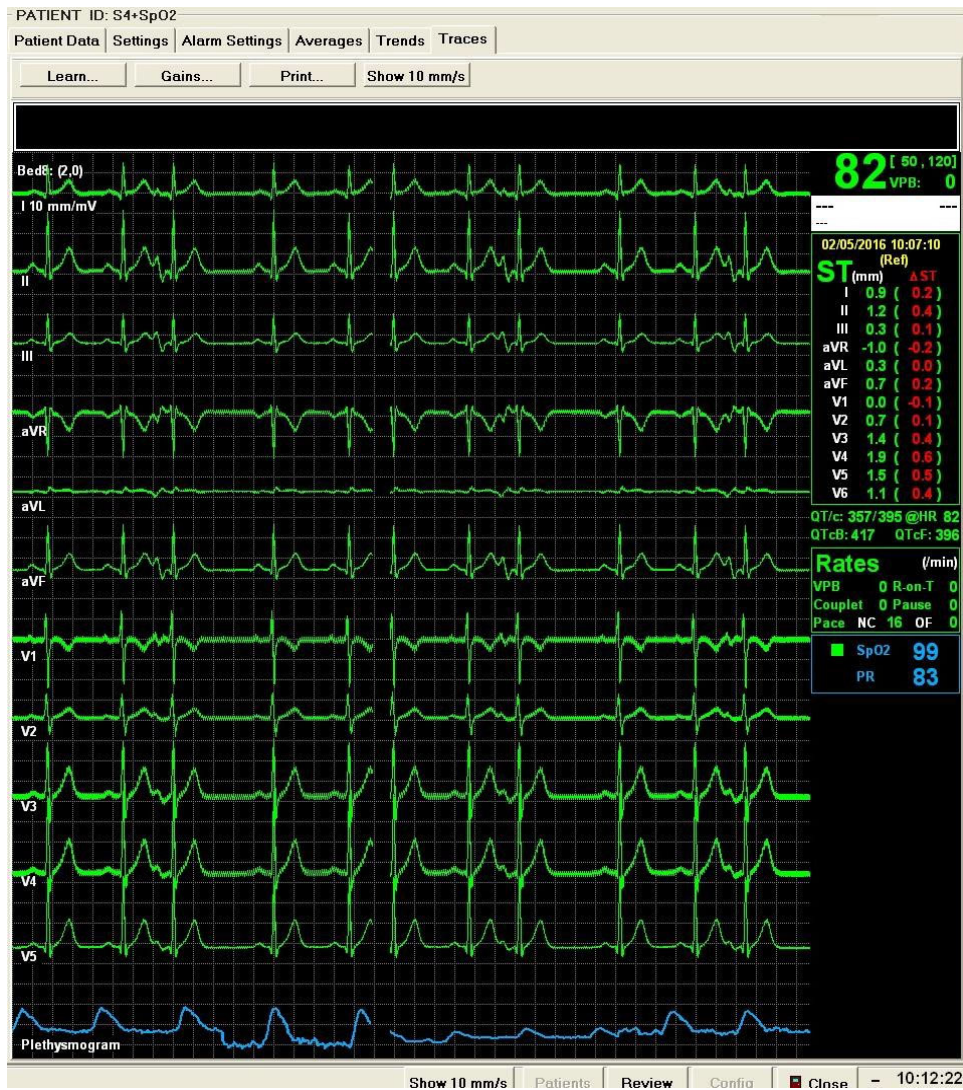 PATIENT ID: S4+SpO2
Patient Data Settings Alarm Settings Averages Trends Traces
Learn... Gains... Print... Show 10 mm/s
Bed8: (2,0)
I 10 mm/mV
II
III
aVR
aVL
aVF
V1
V2
V3
V4
V5
Plethysmogram
82 [ 50 , 120]
VPB: 0
--- ---
---
02/05/2016 10:07:10
(Ref)
ST (mm) ΔST
I 0.9 ( 0.2 )
II 1.2 ( 0.4 )
III 0.3 ( 0.1 )
aVR -1.0 ( -0.2 )
aVL 0.3 ( 0.0 )
aVF 0.7 ( 0.2 )
V1 0.0 ( -0.1 )
V2 0.7 ( 0.1 )
V3 1.4 ( 0.4 )
V4 1.9 ( 0.6 )
V5 1.5 ( 0.5 )
V6 1.1 ( 0.4 )
QT/c: 357/395 @HR 82
QTcB: 417 QTcF: 396
Rates (/min)
VPB 0 R-on-T 0
Couplet 0 Pause 0
Pace NC 16 OF 0
SpO2 99
PR 83
Show 10 mm/s Patients Review Config Close – 10:12:22